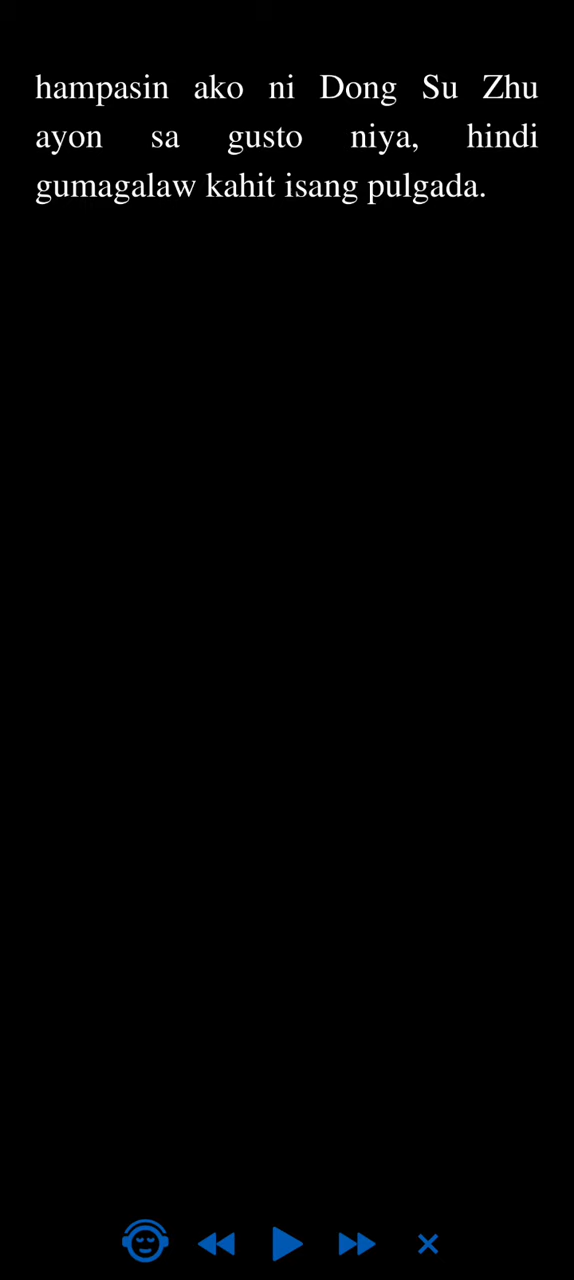 hampasin ako ni Dong Su Zhu
ayon sa gusto niya, hindi
gumagalaw kahit isang pulgada.